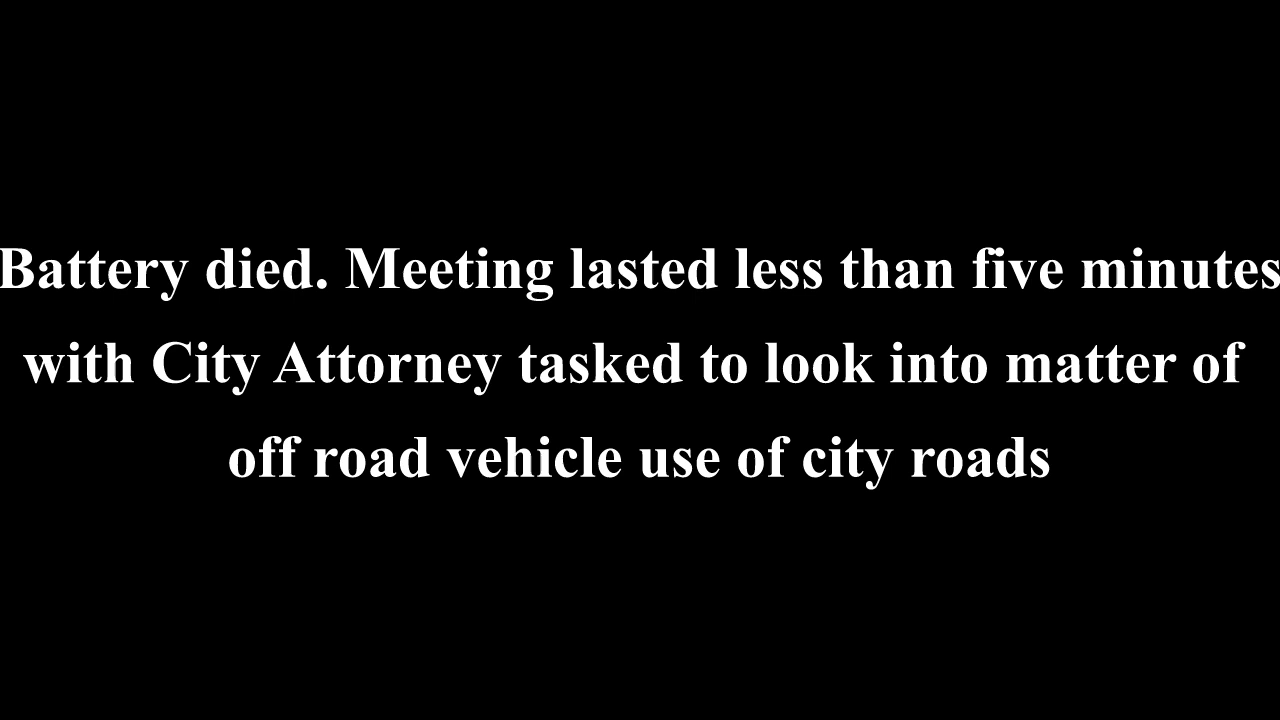 Battery died. Meeting lasted less than five minutes
with City Attorney tasked to look into matter of
off road vehicle use of city roads